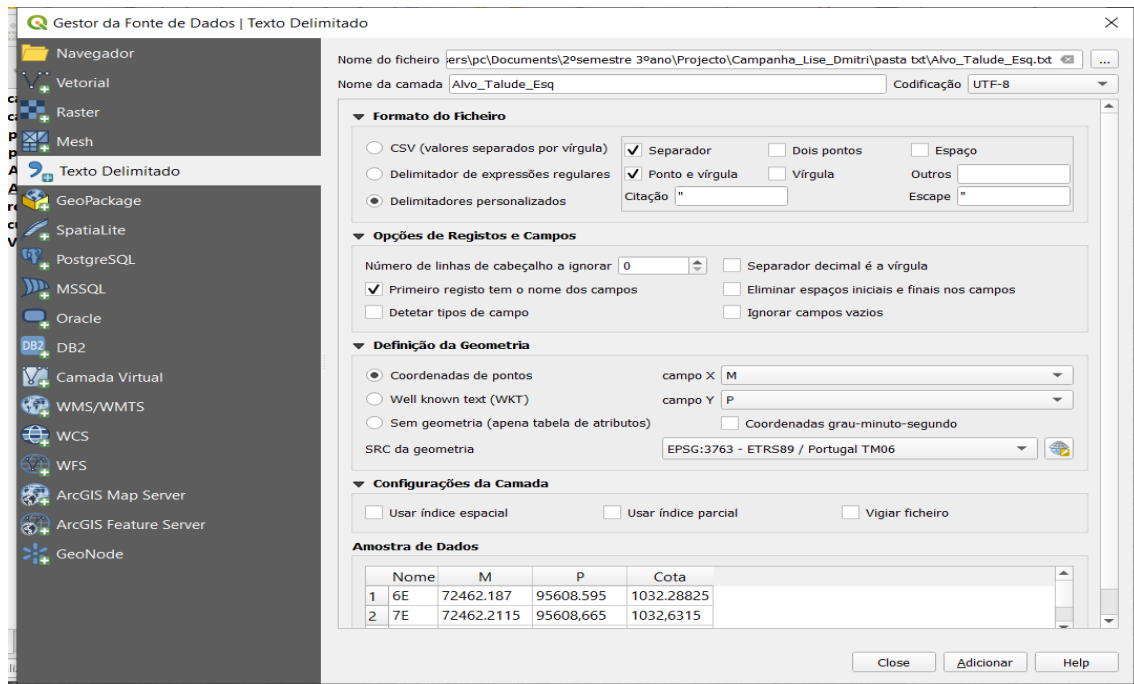 Gestor da Fonte de Dados | Texto Delimitado
Navegador
Vetorial
Raster
Mesh
Texto Delimitado
GeoPackage
SpatiaLite
PostgreSQL
MSSQL
Oracle
DB2 DB2
Camada Virtual
WMS/WMTS
WCS
WFS
ArcGIS Map Server
ArcGIS Feature Server
GeoNode
Nome do ficheiro ers\pc\Documents\2ºsemestre 3ºano\Projecto\Campanha_Lise_Dmitri\pasta txt\Alvo_Talude_Esq.txt ...
Nome da camada Alvo_Talude_Esq Codificação UTF-8
Formato do Ficheiro
CSV (valores separados por vírgula) Separador Dois pontos Espaço
Delimitador de expressões regulares Ponto e vírgula Vírgula Outros
Delimitadores personalizados Citação " Escape "
Opções de Registos e Campos
Número de linhas de cabeçalho a ignorar 0 Separador decimal é a vírgula
Primeiro registo tem o nome dos campos Eliminar espaços iniciais e finais nos campos
Detetar tipos de campo Ignorar campos vazios
Definição da Geometria
Coordenadas de pontos campo X M
Well known text (WKT) campo Y P
Sem geometria (apena tabela de atributos) Coordenadas grau-minuto-segundo
SRC da geometria EPSG:3763 - ETRS89 / Portugal TM06
Configurações da Camada
Usar índice espacial Usar índice parcial Vigiar ficheiro
Amostra de Dados
Nome M P Cota
1 6E 72462.187 95608.595 1032.28825
2 7E 72462.2115 95608,665 1032,6315
Close Adicionar Help